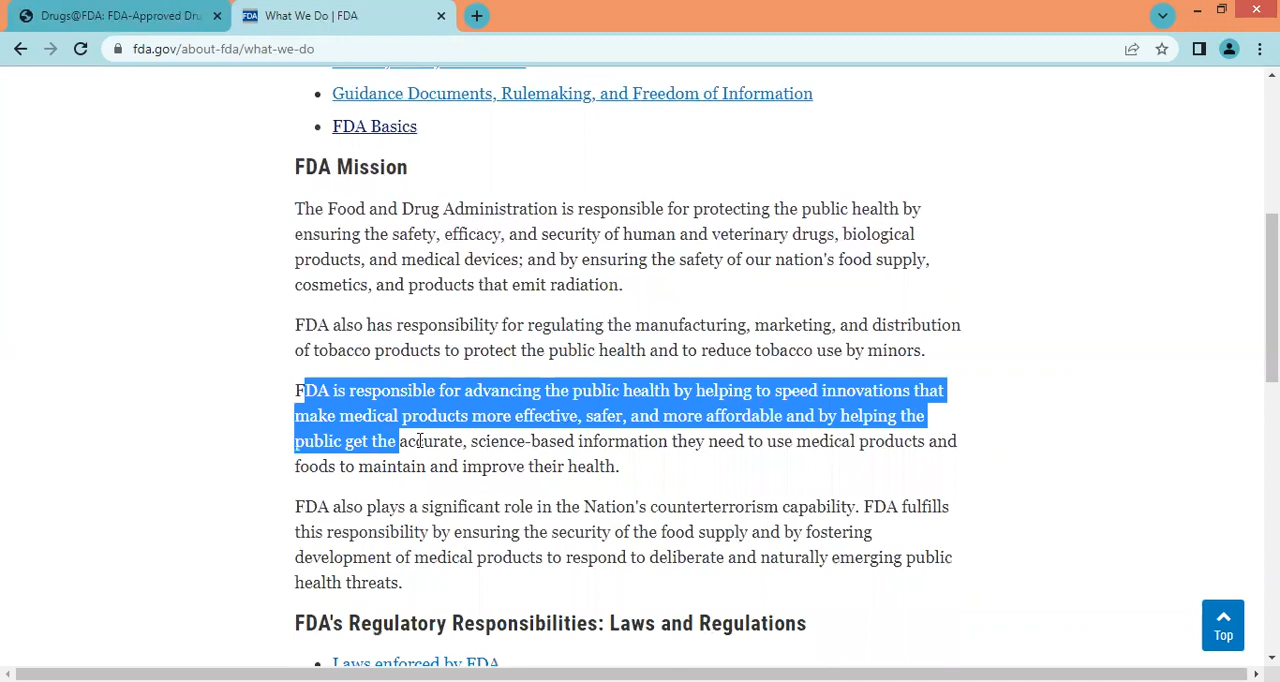 Drugs@FDA: FDA-Approved Dru
FDA What We Do | FDA
fda.gov/about-fda/what-we-do
Guidance Documents, Rulemaking, and Freedom of Information
FDA Basics
FDA Mission
The Food and Drug Administration is responsible for protecting the public health by
ensuring the safety, efficacy, and security of human and veterinary drugs, biological
products, and medical devices; and by ensuring the safety of our nation's food supply,
cosmetics, and products that emit radiation.
FDA also has responsibility for regulating the manufacturing, marketing, and distribution
of tobacco products to protect the public health and to reduce tobacco use by minors.
FDA is responsible for advancing the public health by helping to speed innovations that
make medical products more effective, safer, and more affordable and by helping the
public get the accurate, science-based information they need to use medical products and
foods to maintain and improve their health.
FDA also plays a significant role in the Nation's counterterrorism capability. FDA fulfills
this responsibility by ensuring the security of the food supply and by fostering
development of medical products to respond to deliberate and naturally emerging public
health threats.
FDA's Regulatory Responsibilities: Laws and Regulations
Laws enforced by FDA
Top